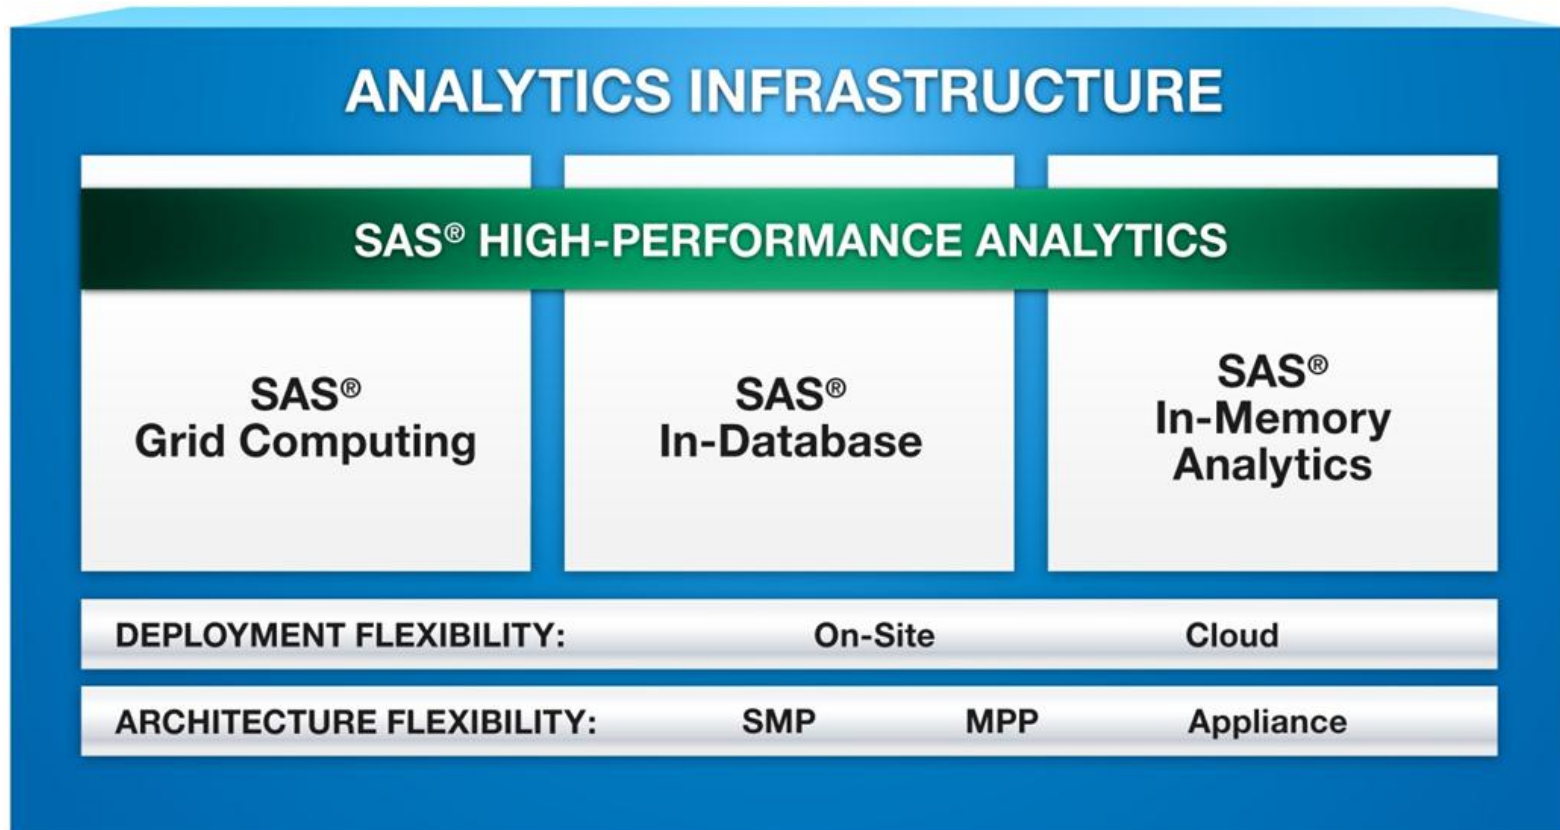 ANALYTICS INFRASTRUCTURE
SAS® HIGH-PERFORMANCE ANALYTICS
SAS®
Grid Computing
SAS®
In-Database
SAS®
In-Memory
Analytics
DEPLOYMENT FLEXIBILITY: On-Site Cloud
ARCHITECTURE FLEXIBILITY: SMP MPP Appliance